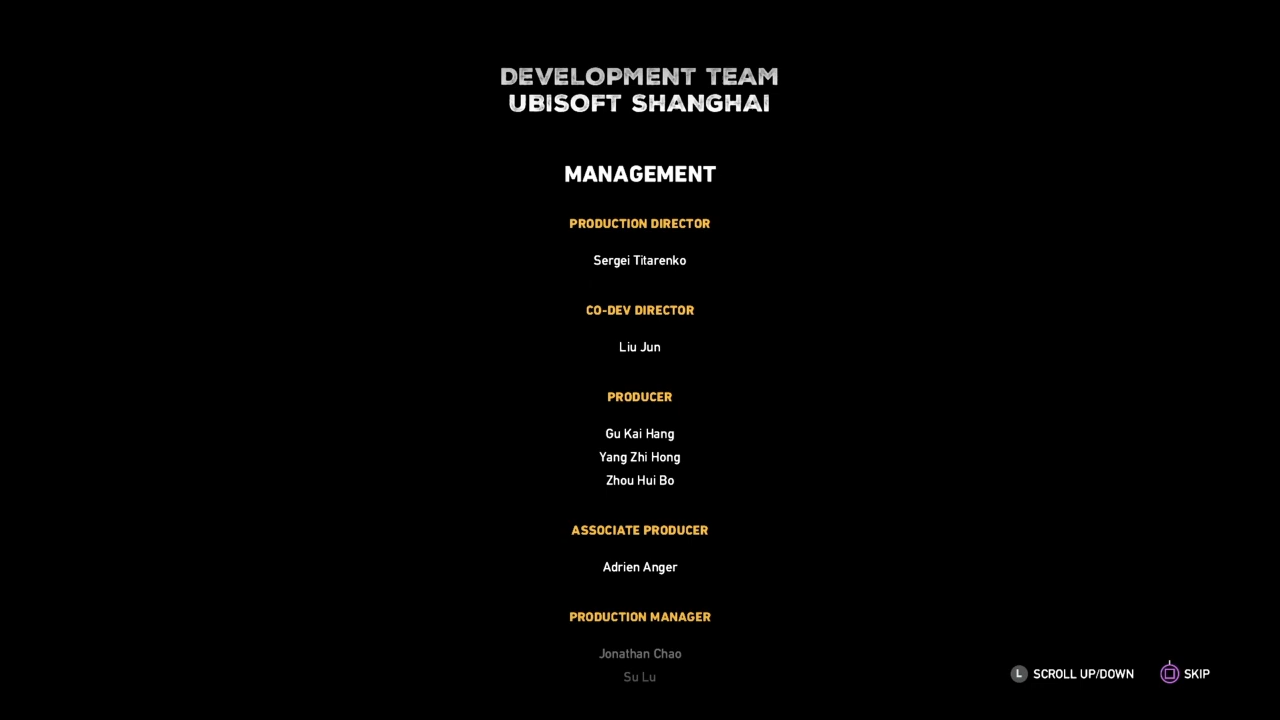 DEVELOPMENT TEAM
UBISOFT SHANGHAI
MANAGEMENT
PRODUCTION DIRECTOR
Sergei Titarenko
CO-DEV DIRECTOR
Liu Jun
PRODUCER
Gu Kai Hang
Yang Zhi Hong
Zhou Hui Bo
ASSOCIATE PRODUCER
Adrien Anger
PRODUCTION MANAGER
Jonathan Chao
Su Lu
L SCROLL UP/DOWN
SKIP